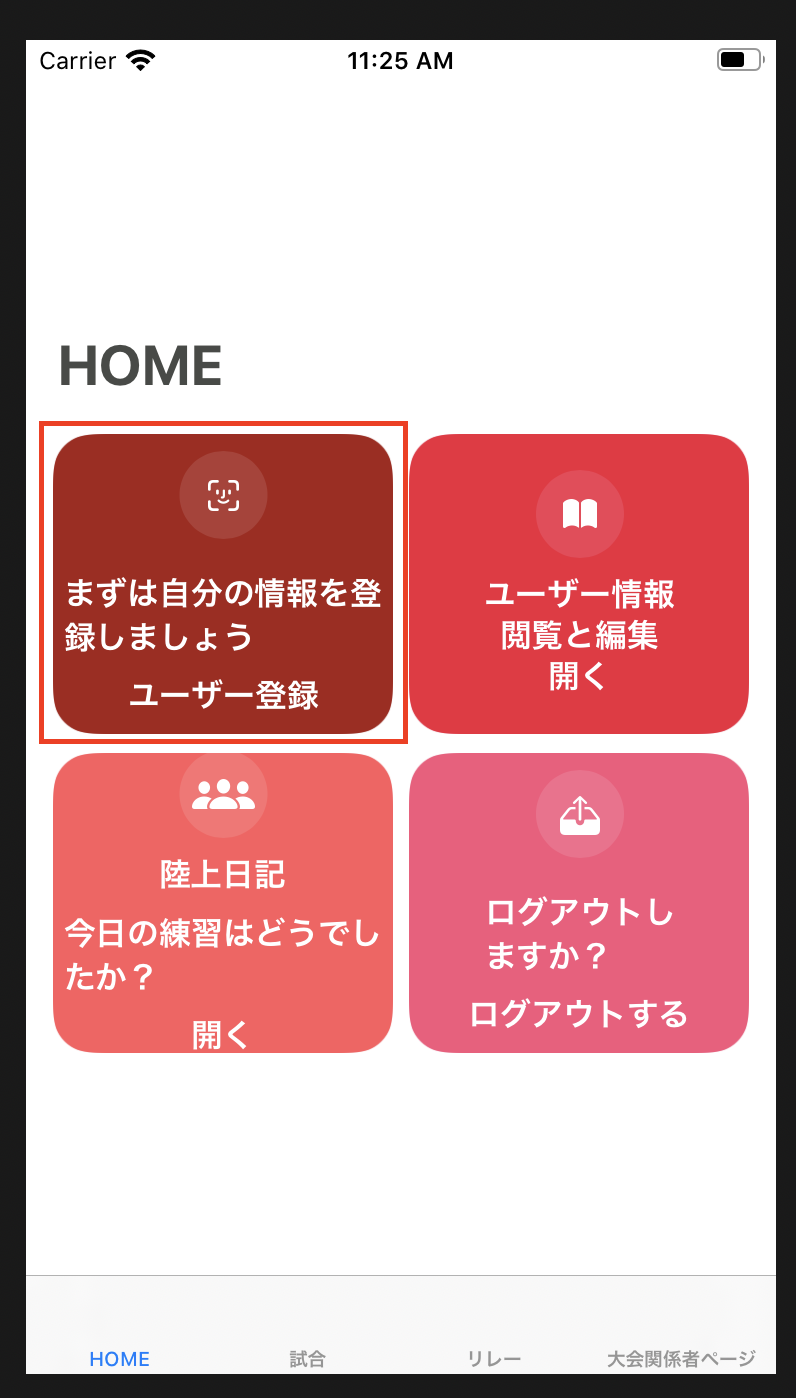 Carrier 11:25 AM
HOME
まずは自分の情報を登
録しましょう
ユーザー登録
ユーザー情報
閲覧と編集
開く
陸上日記
今日の練習はどうでし
たか？
開く
ログアウトし
ますか？
ログアウトする
HOME 試合 リレー 大会関係者ページ